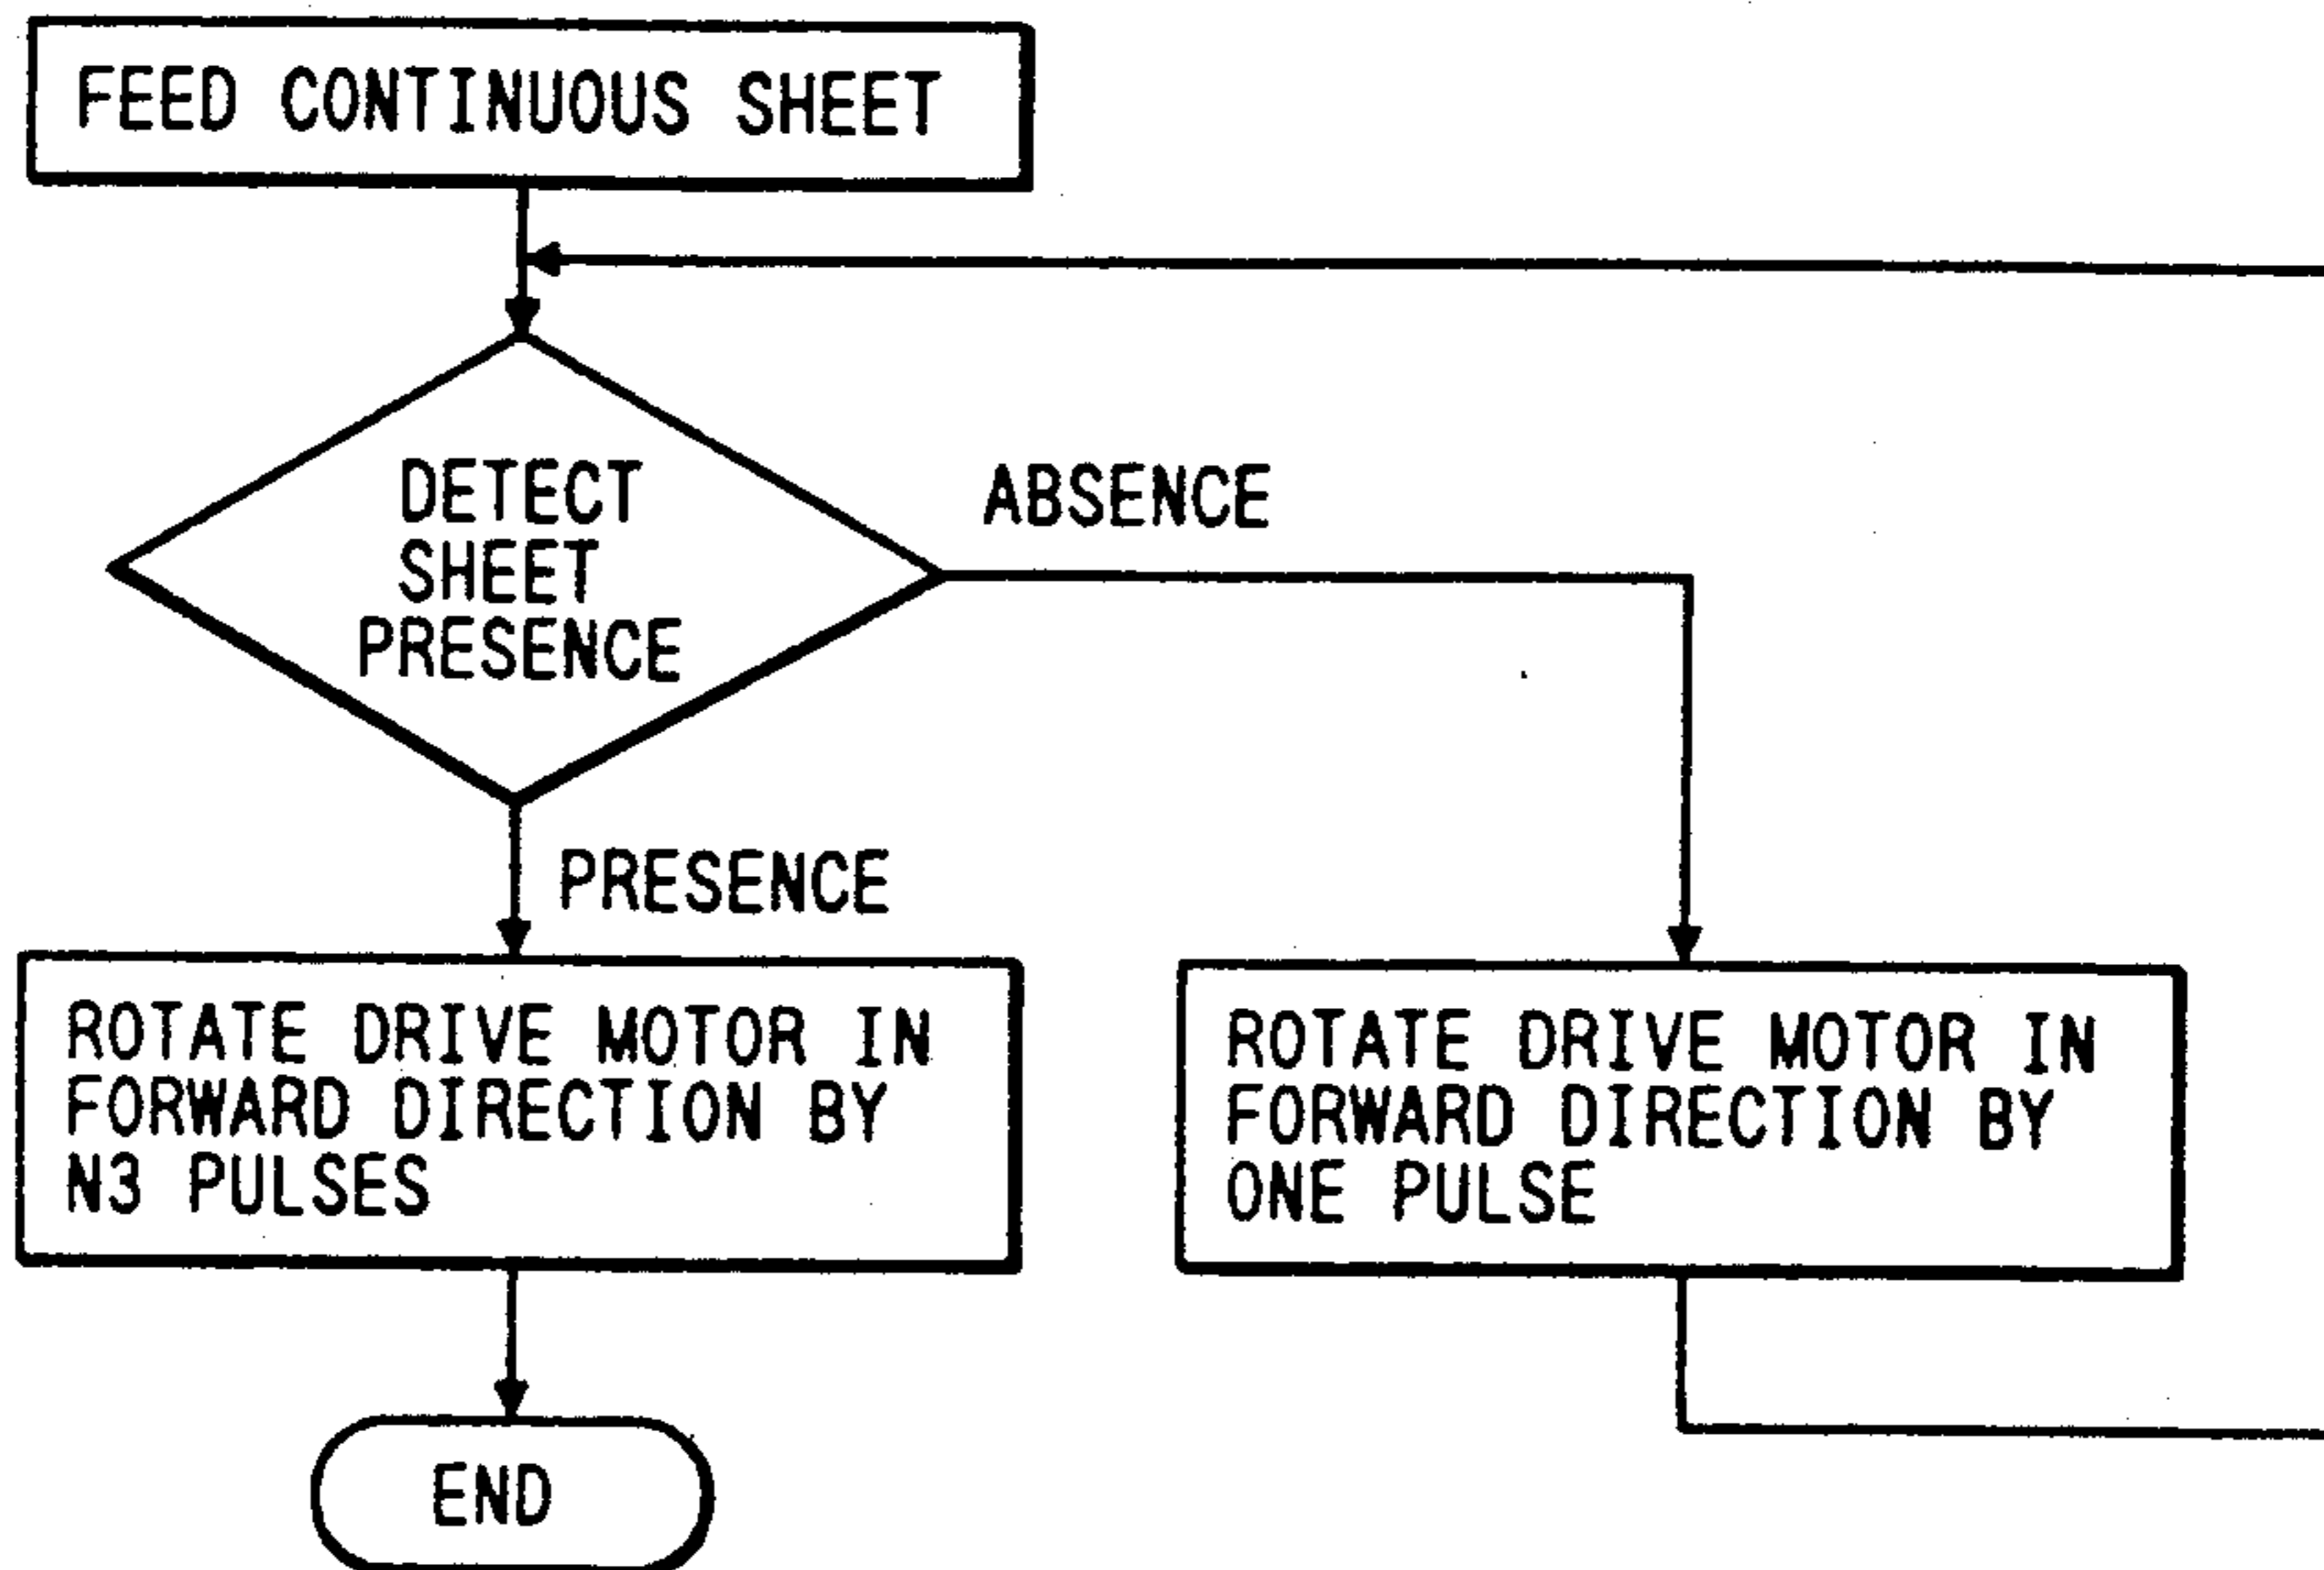 FEED CONTINUOUS SHEET
DETECT
SHEET
PRESENCE
ABSENCE
PRESENCE
ROTATE DRIVE MOTOR IN
FORWARD DIRECTION BY
N3 PULSES
ROTATE DRIVE MOTOR IN
FORWARD DIRECTION BY
ONE PULSE
END